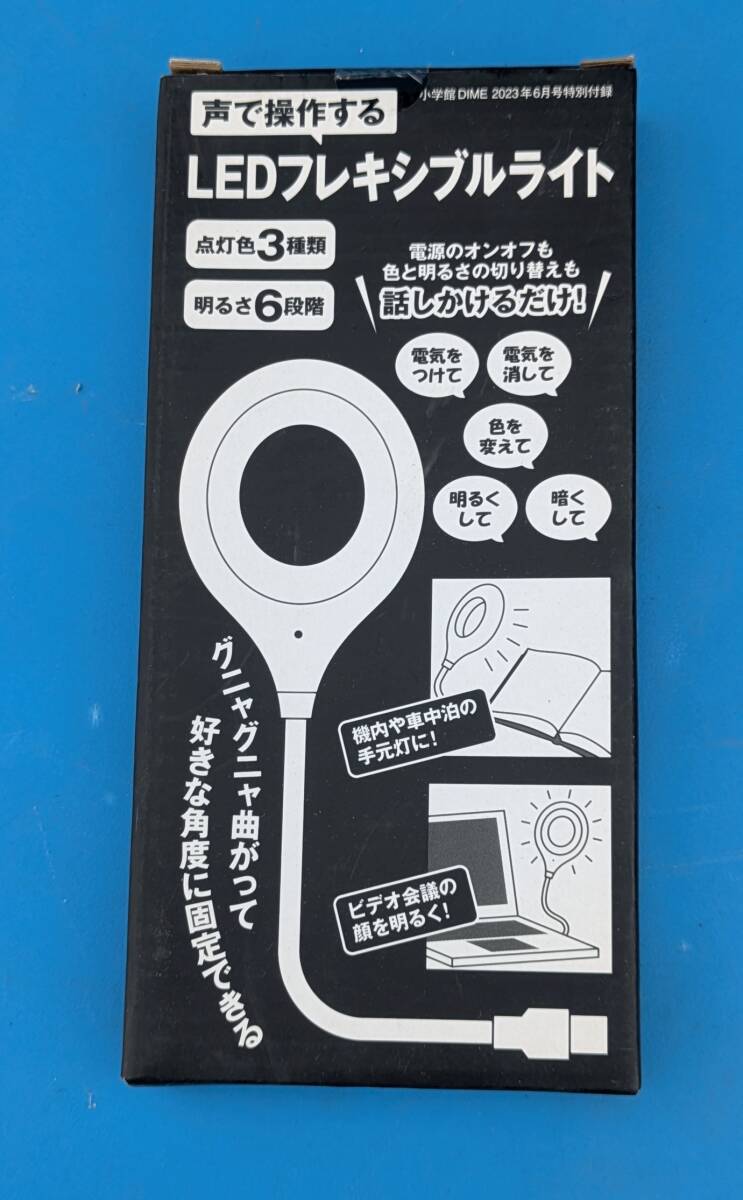 小学館DIME 2023年6月号特別付録
声で操作する
LEDフレキシブルライト
点灯色3種類
明るさ6段階
電源のオンオフも
色と明るさの切り替えも
話しかけるだけ!
電気を
つけて
電気を
消して
色を
変えて
明るく
して
暗く
して
グニャグニャ曲がって
好きな角度に固定できる
機内や車中泊の
手元灯に!
ビデオ会議の
顔を明るく!